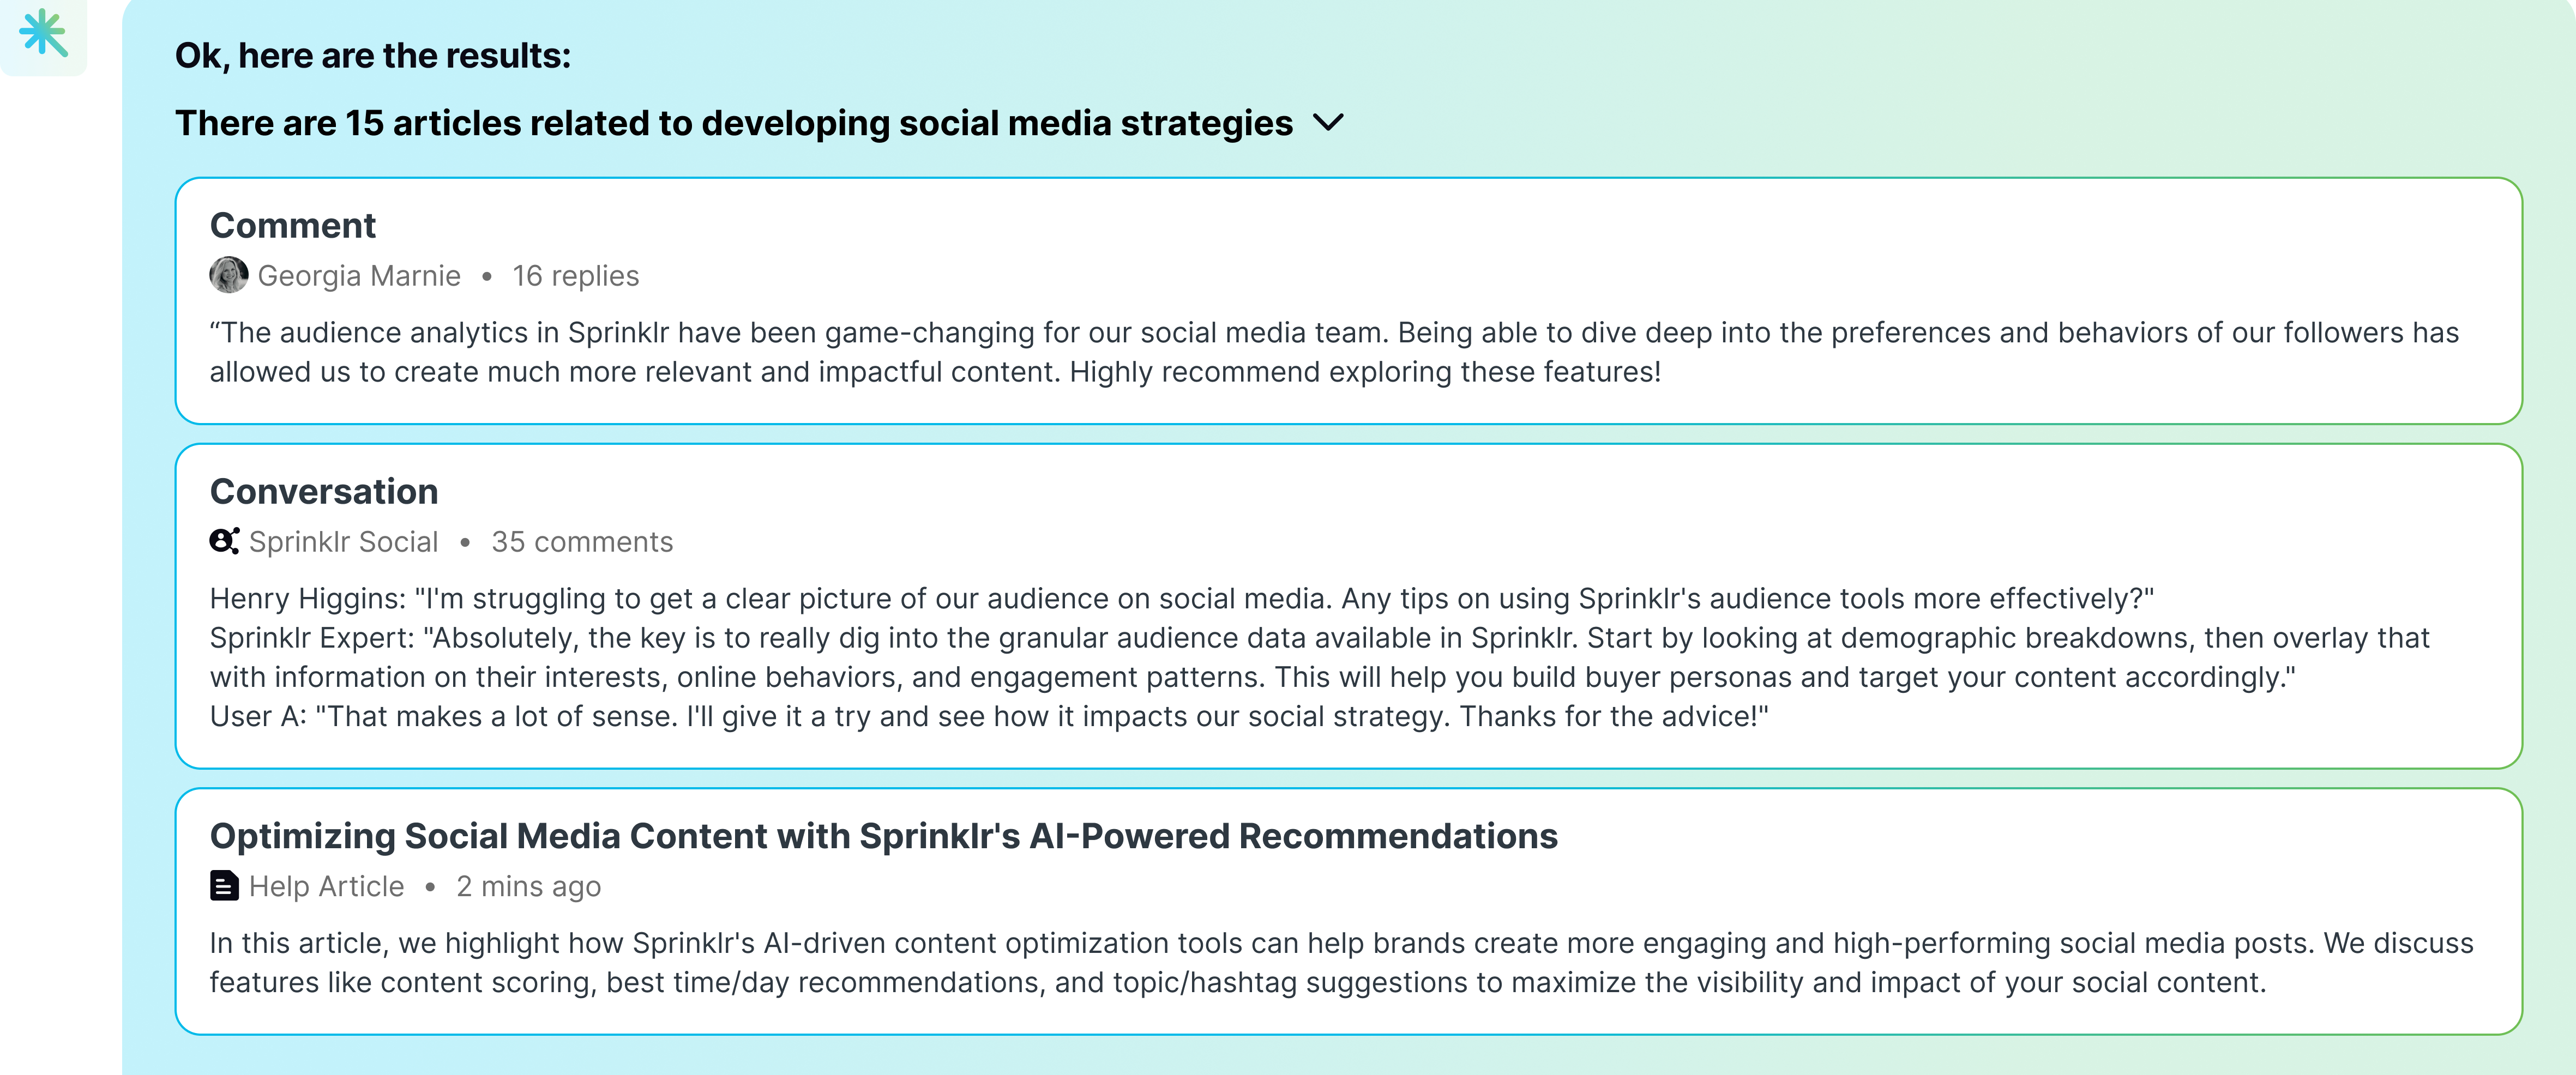 Ok, here are the results:
There are 15 articles related to developing social media strategies
Comment
Georgia Marnie • 16 replies
“The audience analytics in Sprinklr have been game-changing for our social media team. Being able to dive deep into the preferences and behaviors of our followers has
allowed us to create much more relevant and impactful content. Highly recommend exploring these features!
Conversation
Sprinklr Social • 35 comments
Henry Higgins: "I'm struggling to get a clear picture of our audience on social media. Any tips on using Sprinklr's audience tools more effectively?"
Sprinklr Expert: "Absolutely, the key is to really dig into the granular audience data available in Sprinklr. Start by looking at demographic breakdowns, then overlay that
with information on their interests, online behaviors, and engagement patterns. This will help you build buyer personas and target your content accordingly."
User A: "That makes a lot of sense. I'll give it a try and see how it impacts our social strategy. Thanks for the advice!"
Optimizing Social Media Content with Sprinklr's AI-Powered Recommendations
Help Article • 2 mins ago
In this article, we highlight how Sprinklr's AI-driven content optimization tools can help brands create more engaging and high-performing social media posts. We discuss
features like content scoring, best time/day recommendations, and topic/hashtag suggestions to maximize the visibility and impact of your social content.